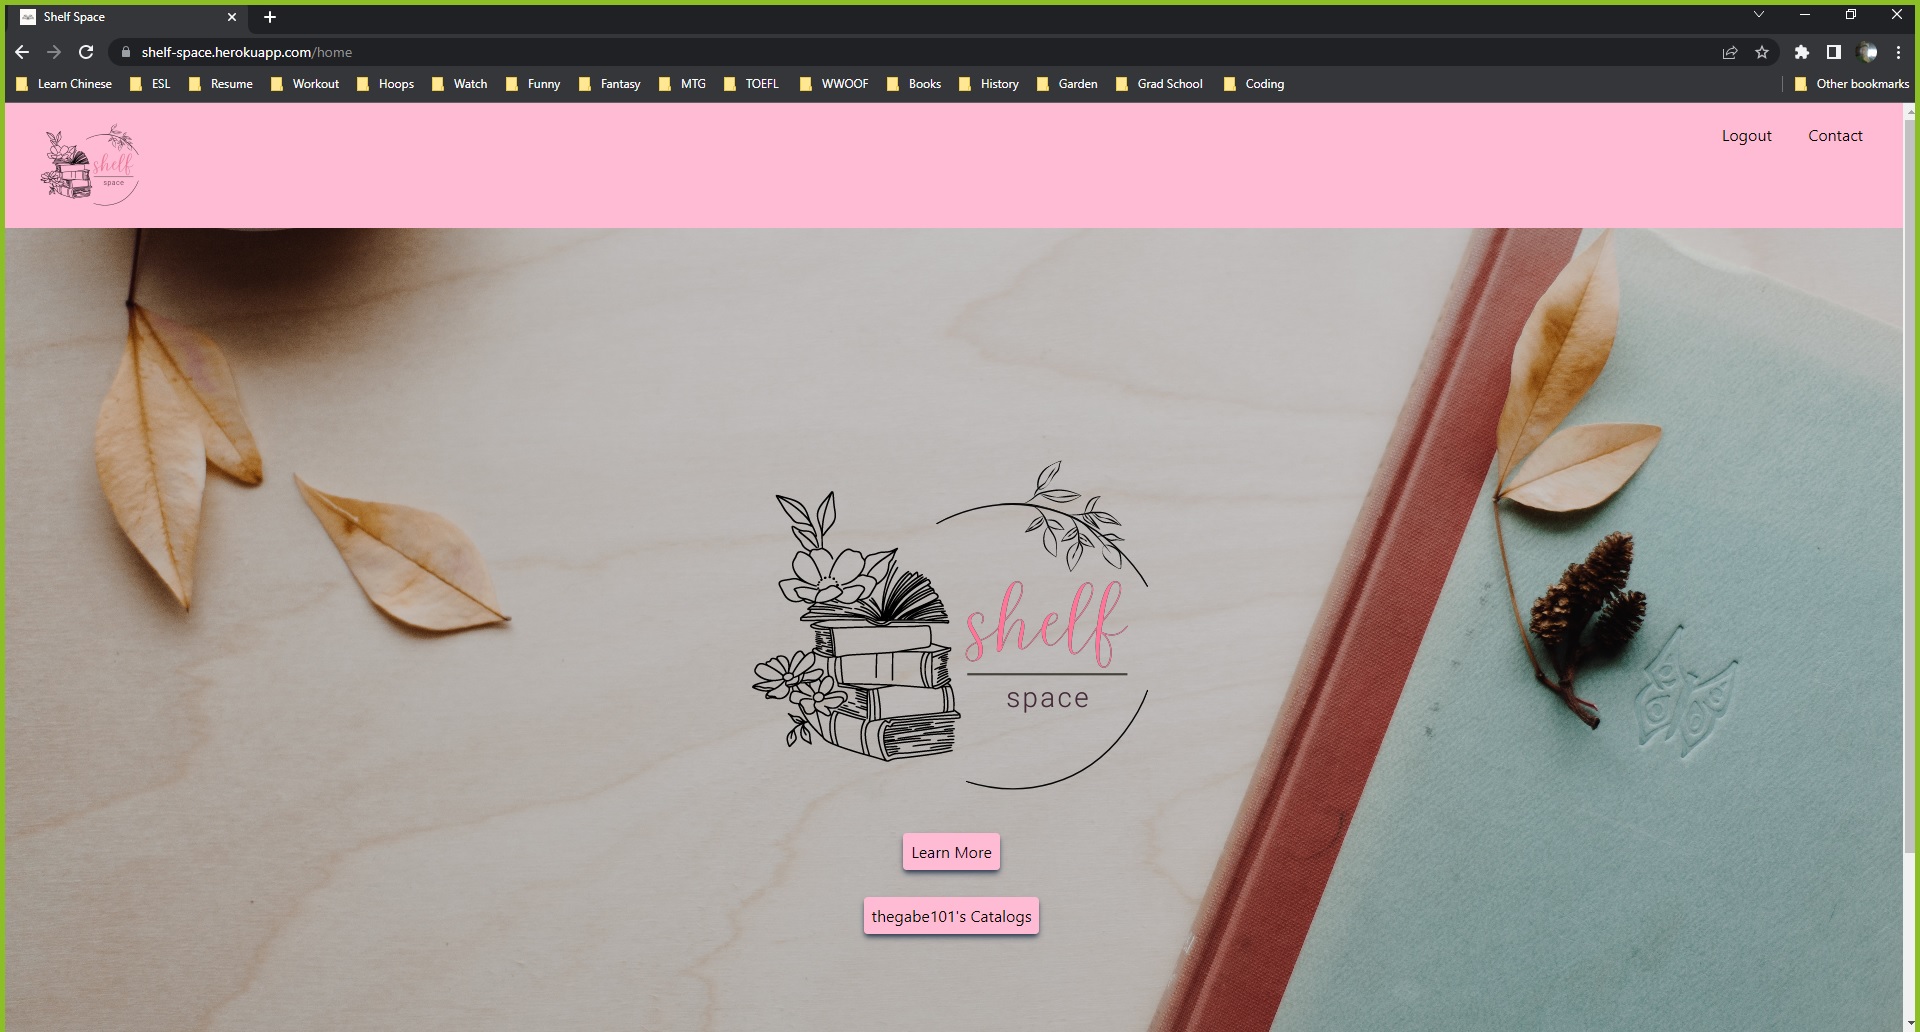 Shelf Space
shelf-space.herokuapp.com/home
Learn Chinese ESL Resume Workout Hoops Watch Funny Fantasy MTG TOEFL WWOOF Books History Garden Grad School Coding Other bookmarks
shelf
space
Logout Contact
shelf
space
Learn More
thegabe101's Catalogs